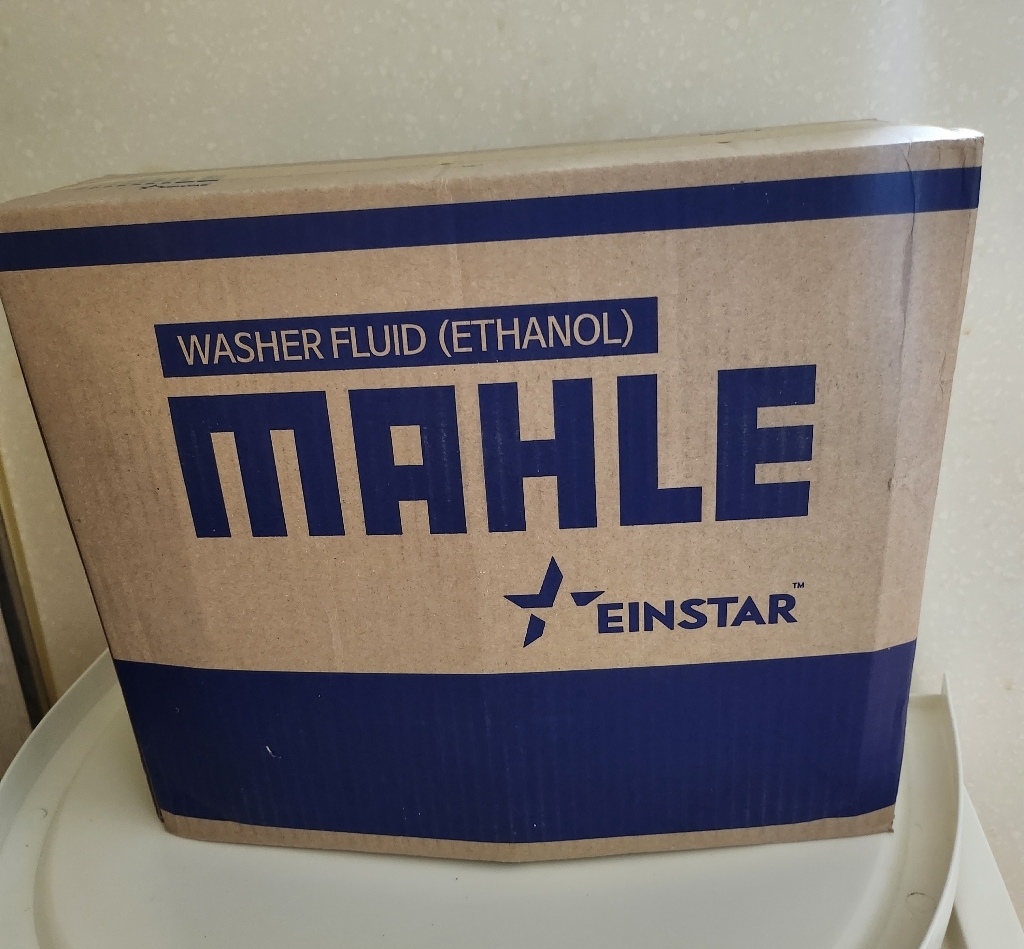 WASHER FLUID (ETHANOL)
MAHLE
EINSTAR™